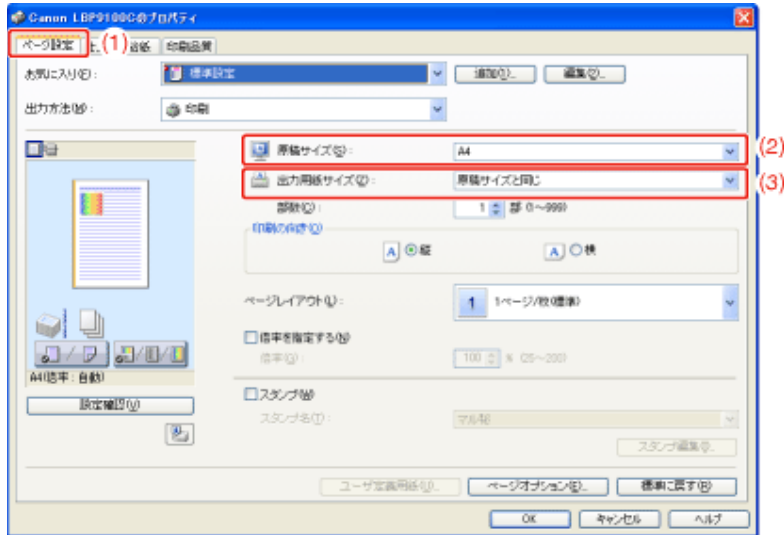 Canon LBP9100Cのプロパティ
ページ設定 (1) 給紙 印刷品質
お気に入り(F): 標準設定 追加(1)... 編集(2)...
出力方法(M): 印刷
原稿サイズ(S): A4 (2)
出力用紙サイズ(Z): 原稿サイズと同じ (3)
部数(C): 1 部 (1~999)
印刷の向き(O)
A 縦 A 横
ページレイアウト(L): 1 1ページ/枚(標準)
倍率を指定する(N)
倍率(G): 100 % (25~200)
A4(倍率:自動)
設定確認(V)
スタンプ(W)
スタンプ名(T): マル秘
スタンプ編集
ユーザ定義用紙(U)... ページオプション(E)... 標準に戻す(R)
OK キャンセル ヘルプ